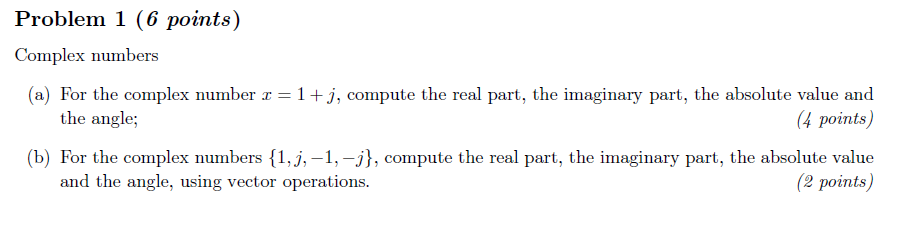 Problem 1 (6 points)
Complex numbers
(a) For the complex number x = 1 + j, compute the real part, the imaginary part, the absolute value and
the angle; (4 points)
(b) For the complex numbers {1, j, −1, −j}, compute the real part, the imaginary part, the absolute value
and the angle, using vector operations. (2 points)